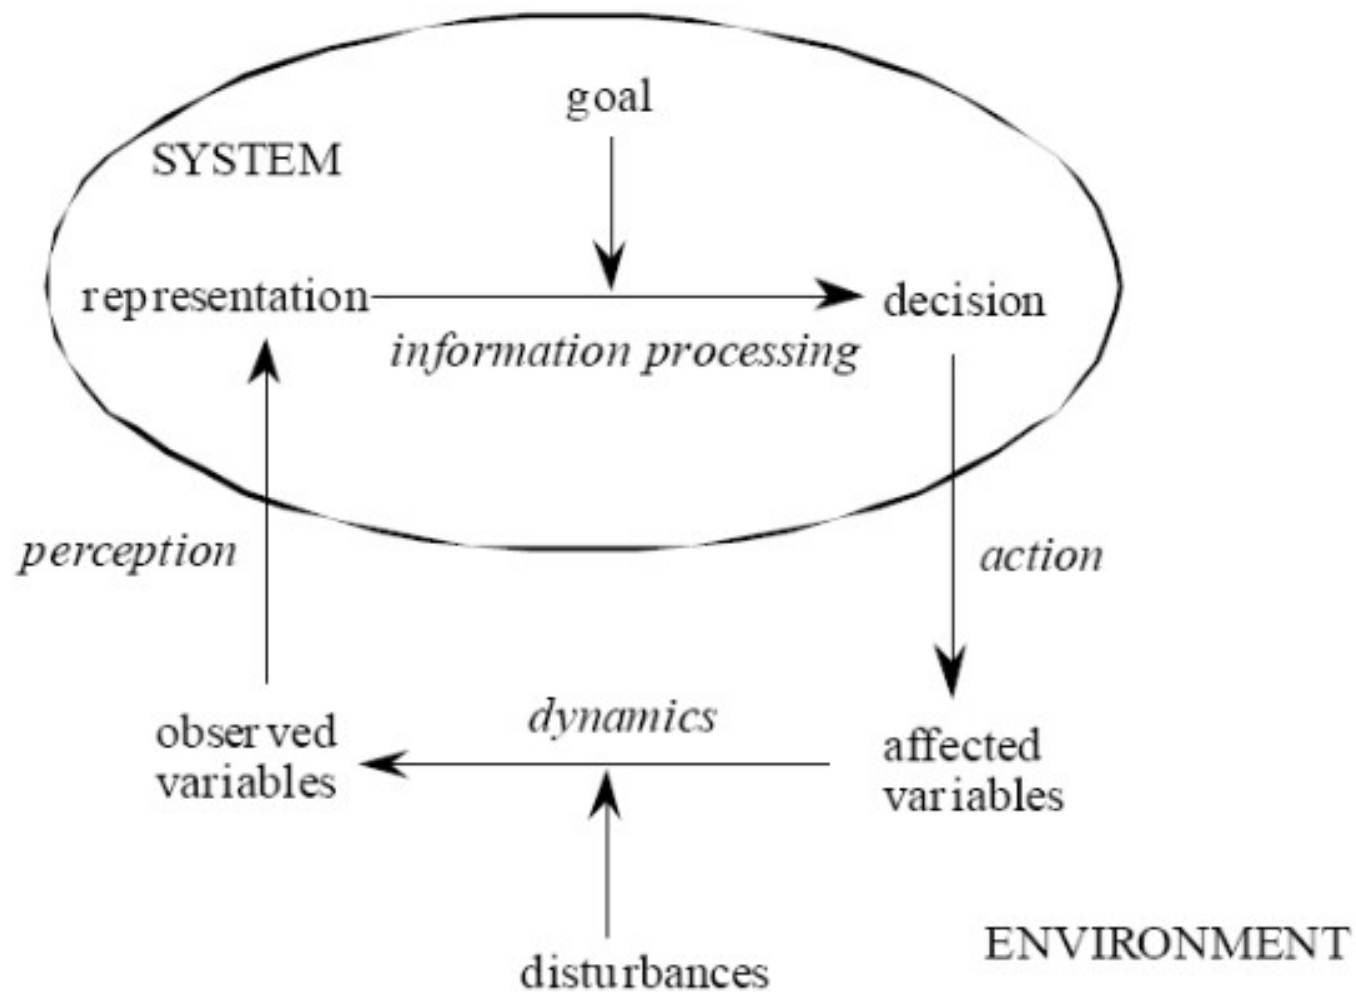 goal
SYSTEM
representation
decision
information processing
perception
action
dynamics
observed
variables
affected
variables
disturbances
ENVIRONMENT